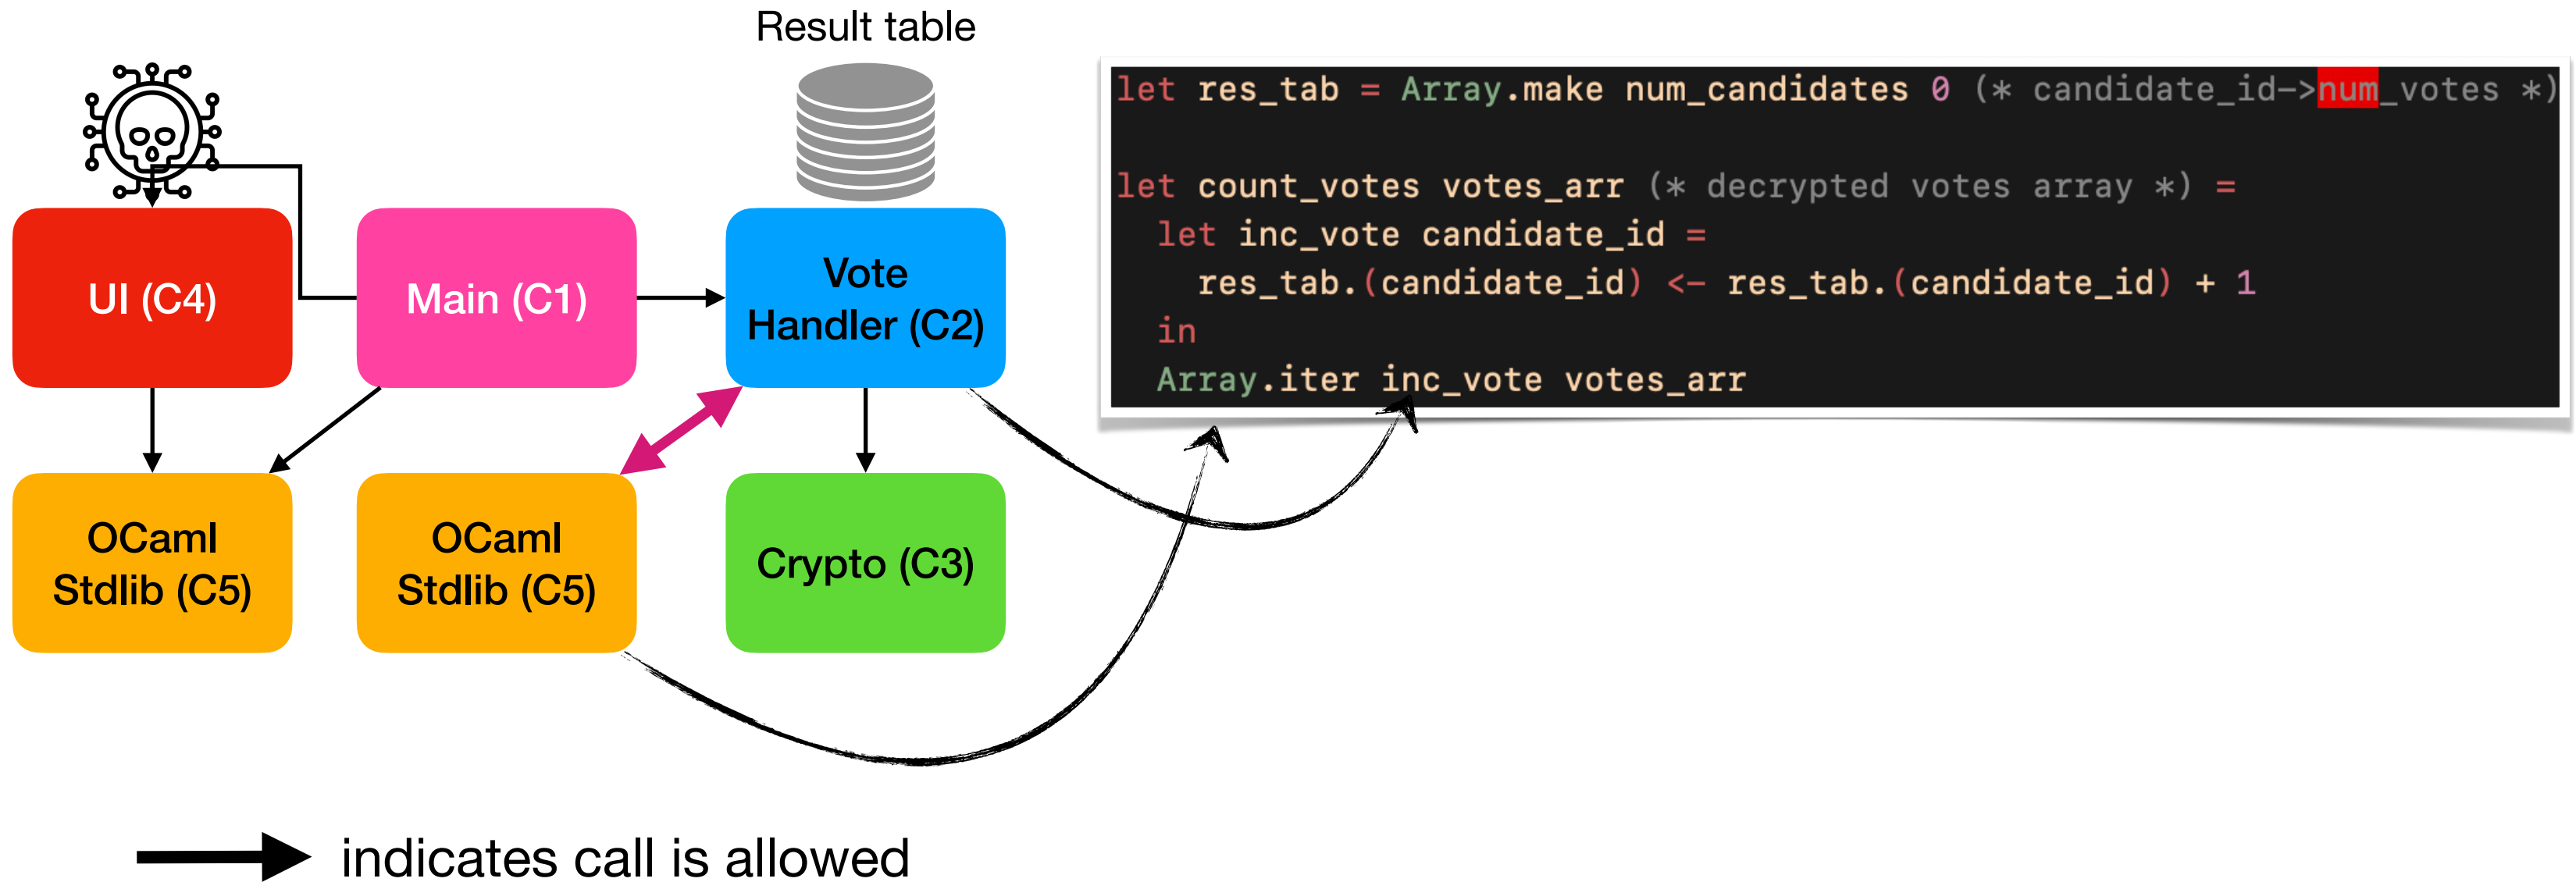 Result table
let res_tab = Array.make num_candidates 0 (* candidate_id->num_votes *)
let count_votes votes_arr (* decrypted votes array *) =
let inc_vote candidate_id =
res_tab.(candidate_id) <- res_tab.(candidate_id) + 1
in
Array.iter inc_vote votes_arr
UI (C4)
Main (C1)
Vote
Handler (C2)
OCaml
Stdlib (C5)
OCaml
Stdlib (C5)
Crypto (C3)
indicates call is allowed